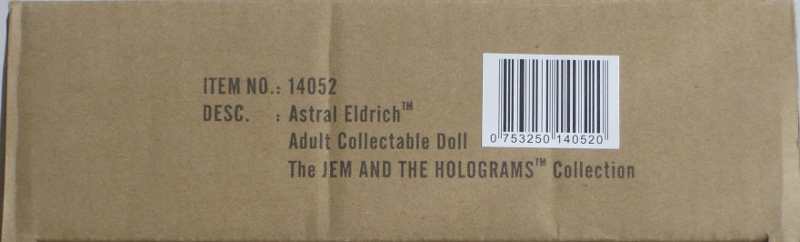 ITEM NO.: 14052
DESC. : Astral Eldrich™
Adult Collectable Doll
The JEM AND THE HOLOGRAMS™ Collection
0 753250 140520